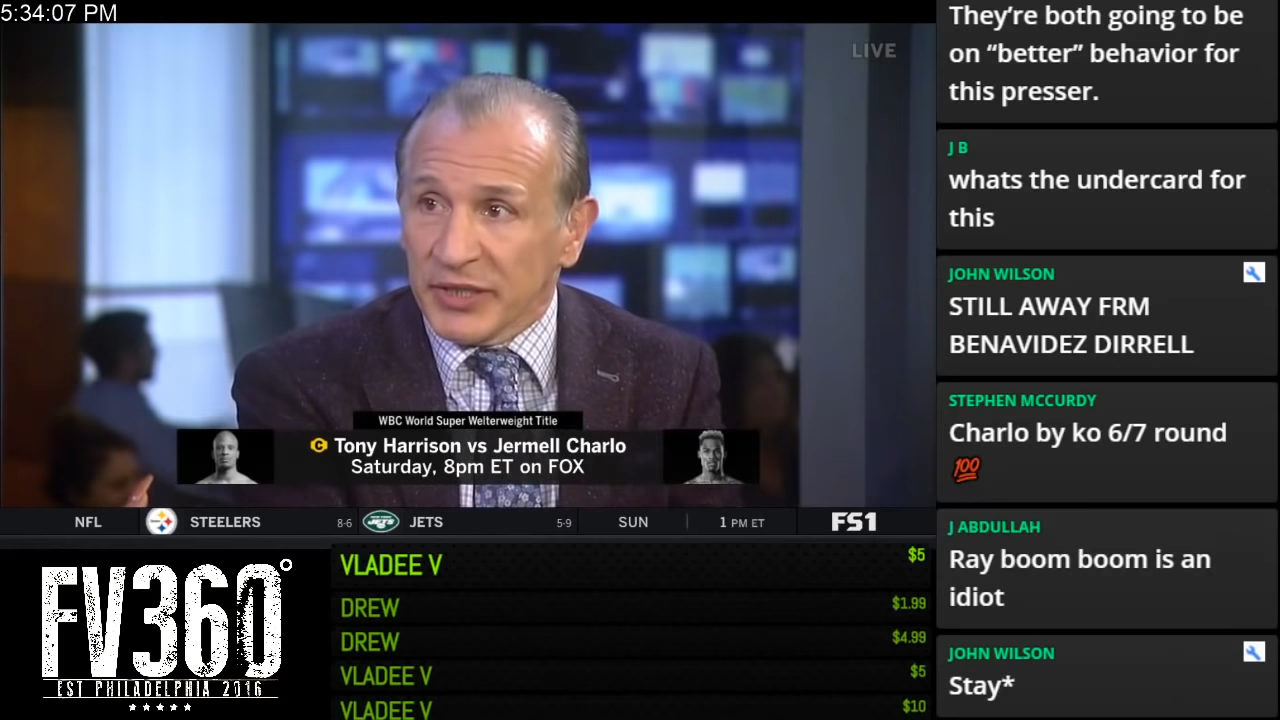 5:34:07 PM
LIVE
WBC World Super Welterweight Title
C Tony Harrison vs Jermell Charlo
Saturday, 8pm ET on FOX
NFL STEELERS 8-6 JETS 5-9 SUN 1 PM ET FS1
FV360°
EST PHILADELPHIA 2016
VLADEE V $5
DREW $1.99
DREW $4.99
VLADEE V $5
VLADEE V $10
They’re both going to be
on “better” behavior for
this presser.
J B
whats the undercard for
this
JOHN WILSON
STILL AWAY FRM
BENAVIDEZ DIRRELL
STEPHEN MCCURDY
Charlo by ko 6/7 round
💯
J ABDULLAH
Ray boom boom is an
idiot
JOHN WILSON
Stay*